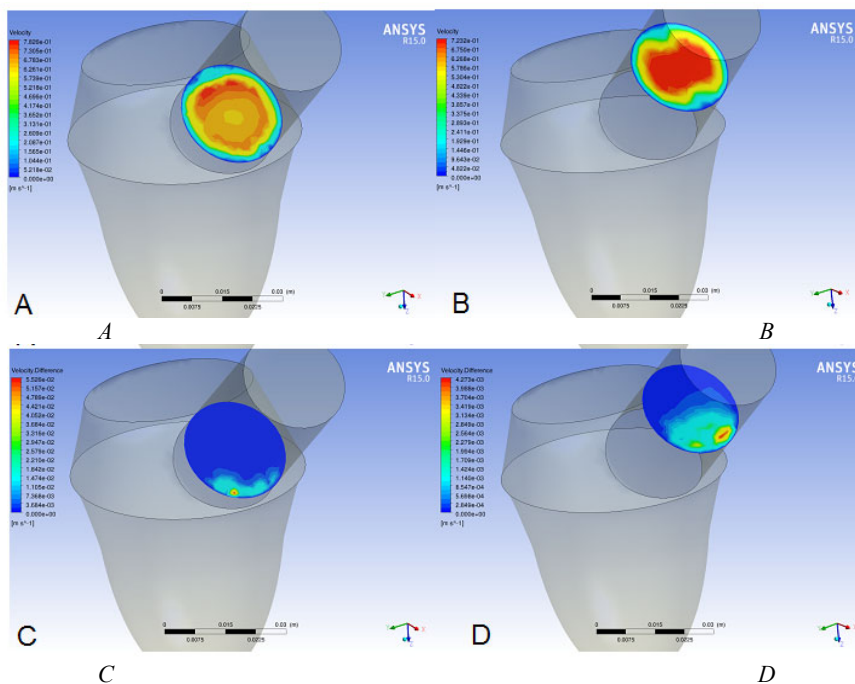 Velocity
7.826e-01
7.305e-01
6.783e-01
6.261e-01
5.739e-01
5.218e-01
4.696e-01
4.174e-01
3.652e-01
3.131e-01
2.609e-01
2.087e-01
1.565e-01
1.044e-01
5.218e-02
0.000e+00
[m s^-1]
ANSYS
R15.0
0 0.015 0.03 (m)
0.0075 0.0225
Y X
Z
A
A
Velocity
7.232e-01
6.750e-01
6.268e-01
5.786e-01
5.304e-01
4.822e-01
4.339e-01
3.857e-01
3.375e-01
2.893e-01
2.411e-01
1.929e-01
1.446e-01
9.643e-02
4.822e-02
0.000e+00
[m s^-1]
ANSYS
R15.0
0 0.015 0.03 (m)
0.0075 0.0225
Y X
Z
B
B
Velocity.Difference
5.526e-02
5.157e-02
4.789e-02
4.421e-02
4.052e-02
3.684e-02
3.316e-02
2.947e-02
2.579e-02
2.210e-02
1.842e-02
1.474e-02
1.105e-02
7.368e-03
3.684e-03
0.000e+00
[m s^-1]
ANSYS
R15.0
0 0.015 0.03 (m)
0.0075 0.0225
Y X
Z
C
C
Velocity.Difference
4.273e-03
3.988e-03
3.704e-03
3.419e-03
3.134e-03
2.849e-03
2.564e-03
2.279e-03
1.994e-03
1.709e-03
1.424e-03
1.140e-03
8.547e-04
5.698e-04
2.849e-04
0.000e+00
[m s^-1]
ANSYS
R15.0
0 0.015 0.03 (m)
0.0075 0.0225
Y
Z
D
D